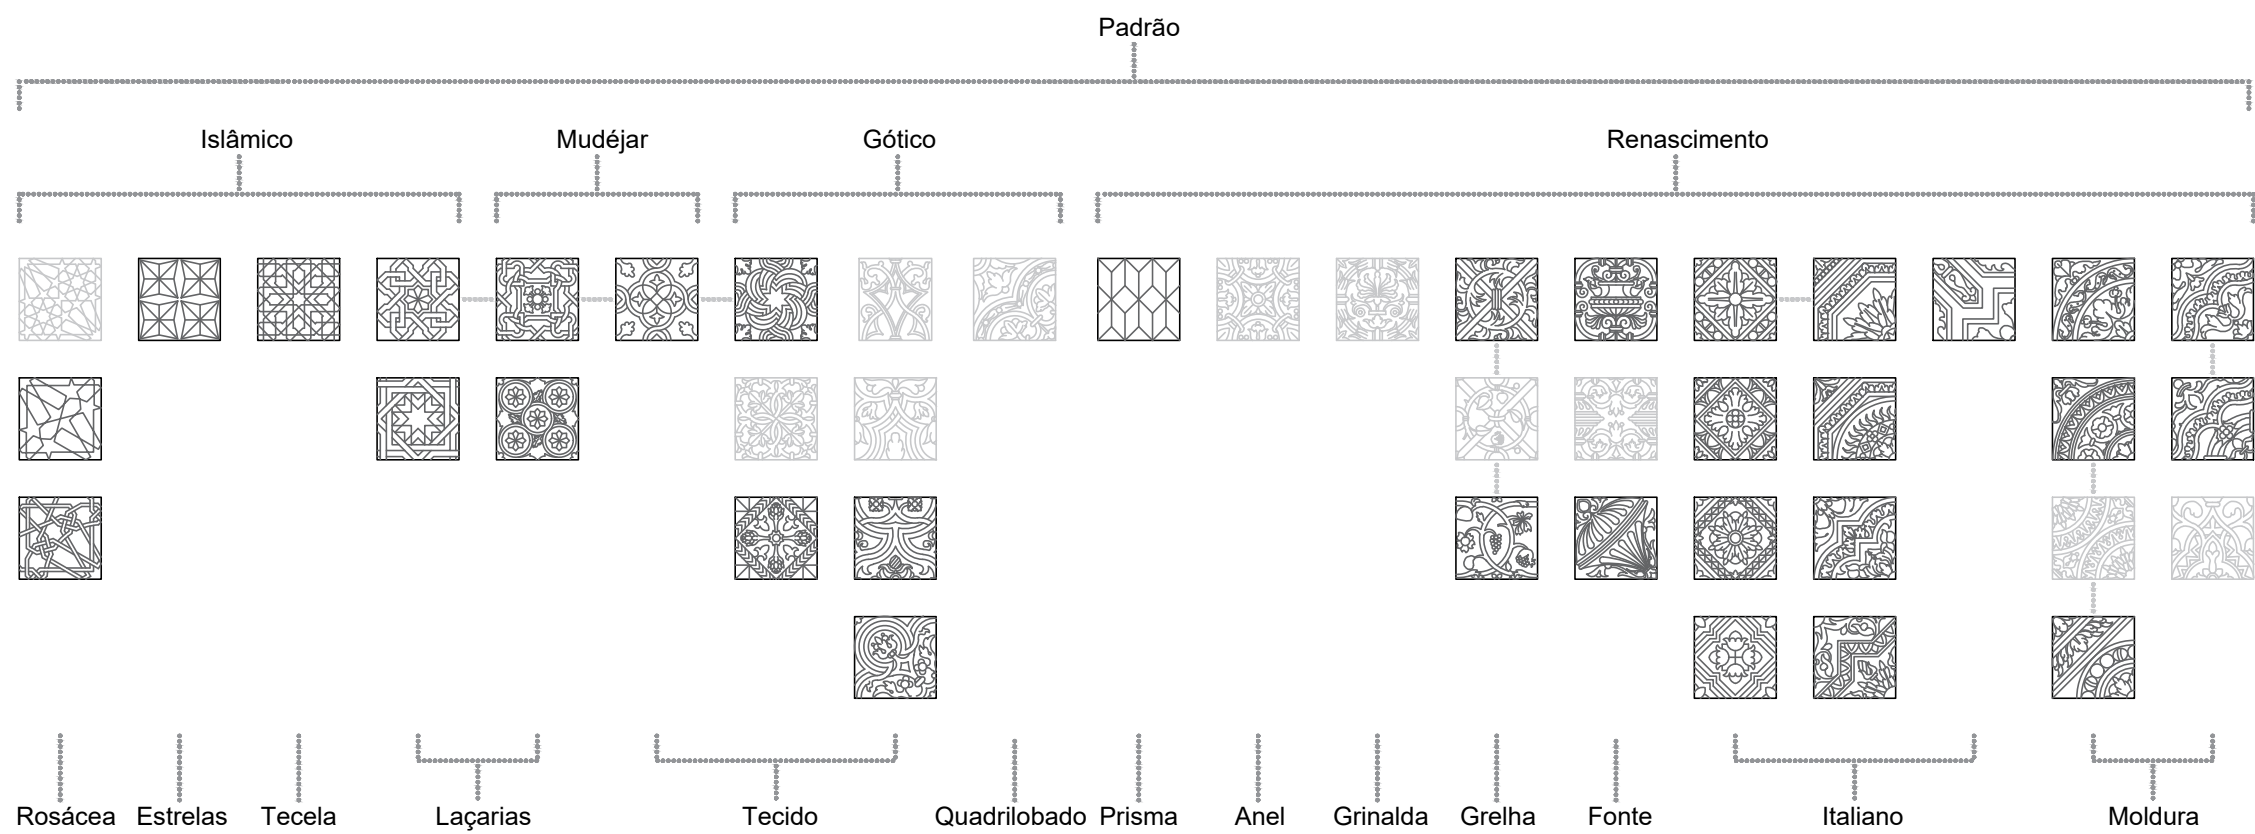 Padrão
Islâmico Mudéjar Gótico Renascimento
Rosácea Estrelas Tecela Laçarias Tecido Quadrilobado Prisma Anel Grinalda Grelha Fonte Italiano Moldura